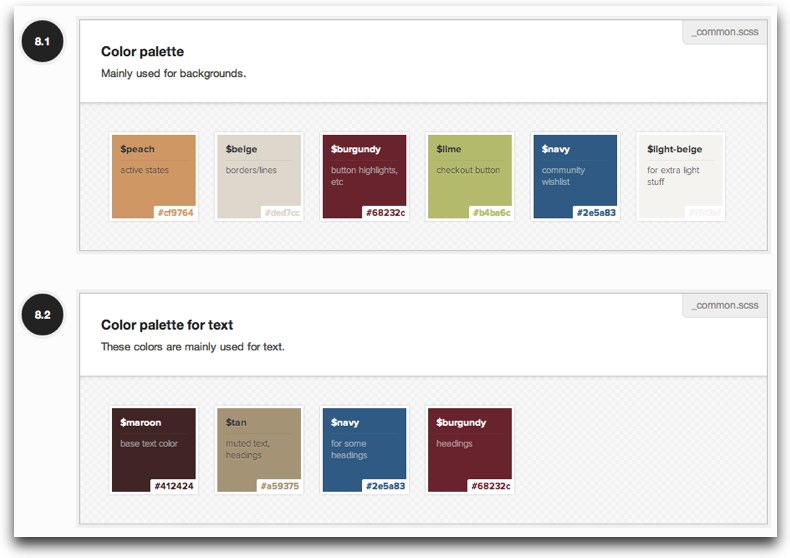 8.1
_common.scss
Color palette
Mainly used for backgrounds.
$peach
active states
#cf9764
$beige
borders/lines
#ded7cc
$burgundy
button highlights,
etc
#68232c
$lime
checkout button
#b4ba6c
$navy
community
wishlist
#2e5a83
$light-beige
for extra light
stuff
8.2
_common.scss
Color palette for text
These colors are mainly used for text.
$maroon
base text color
#412424
$tan
muted text,
headings
#a59375
$navy
for some
headings
#2e5a83
$burgundy
headings
#68232c